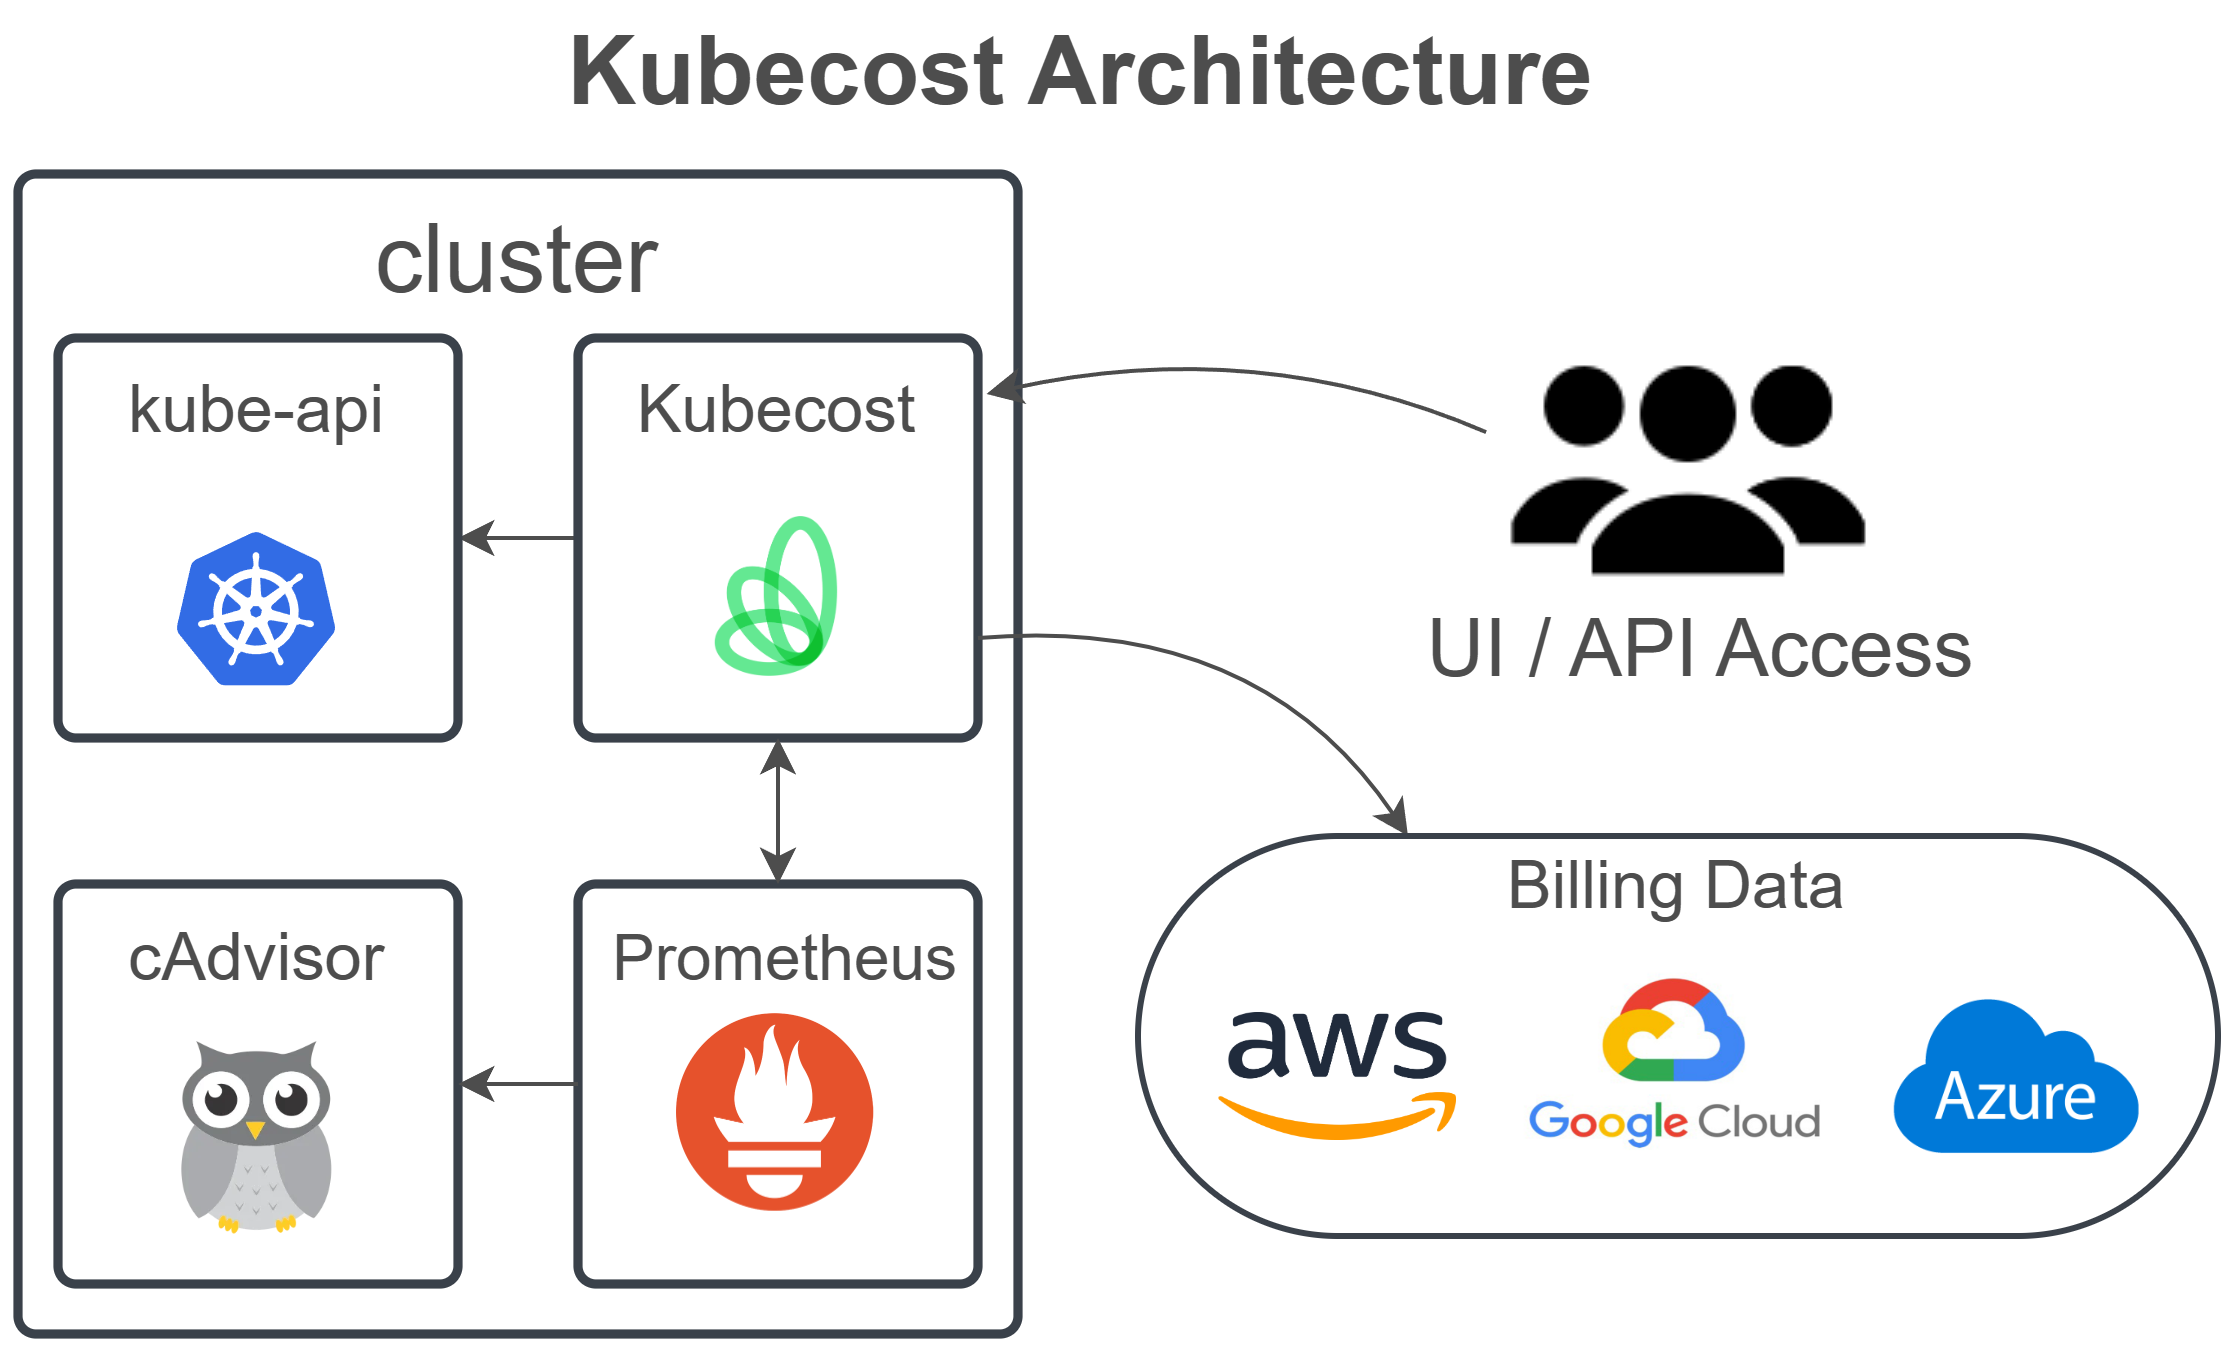 Kubecost Architecture
cluster
kube-api
Kubecost
UI / API Access
cAdvisor
Prometheus
Billing Data
aws
Google Cloud
Azure